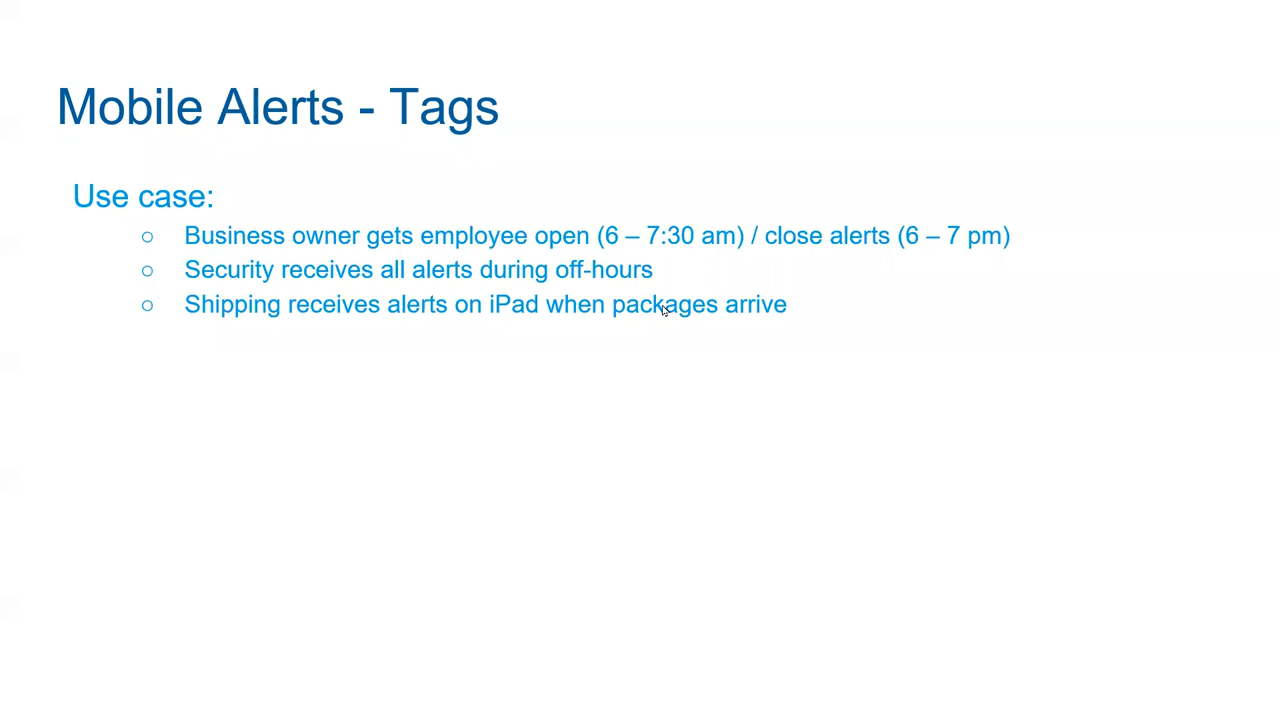 Mobile Alerts - Tags
Use case:
○ Business owner gets employee open (6 – 7:30 am) / close alerts (6 – 7 pm)
○ Security receives all alerts during off-hours
○ Shipping receives alerts on iPad when packages arrive